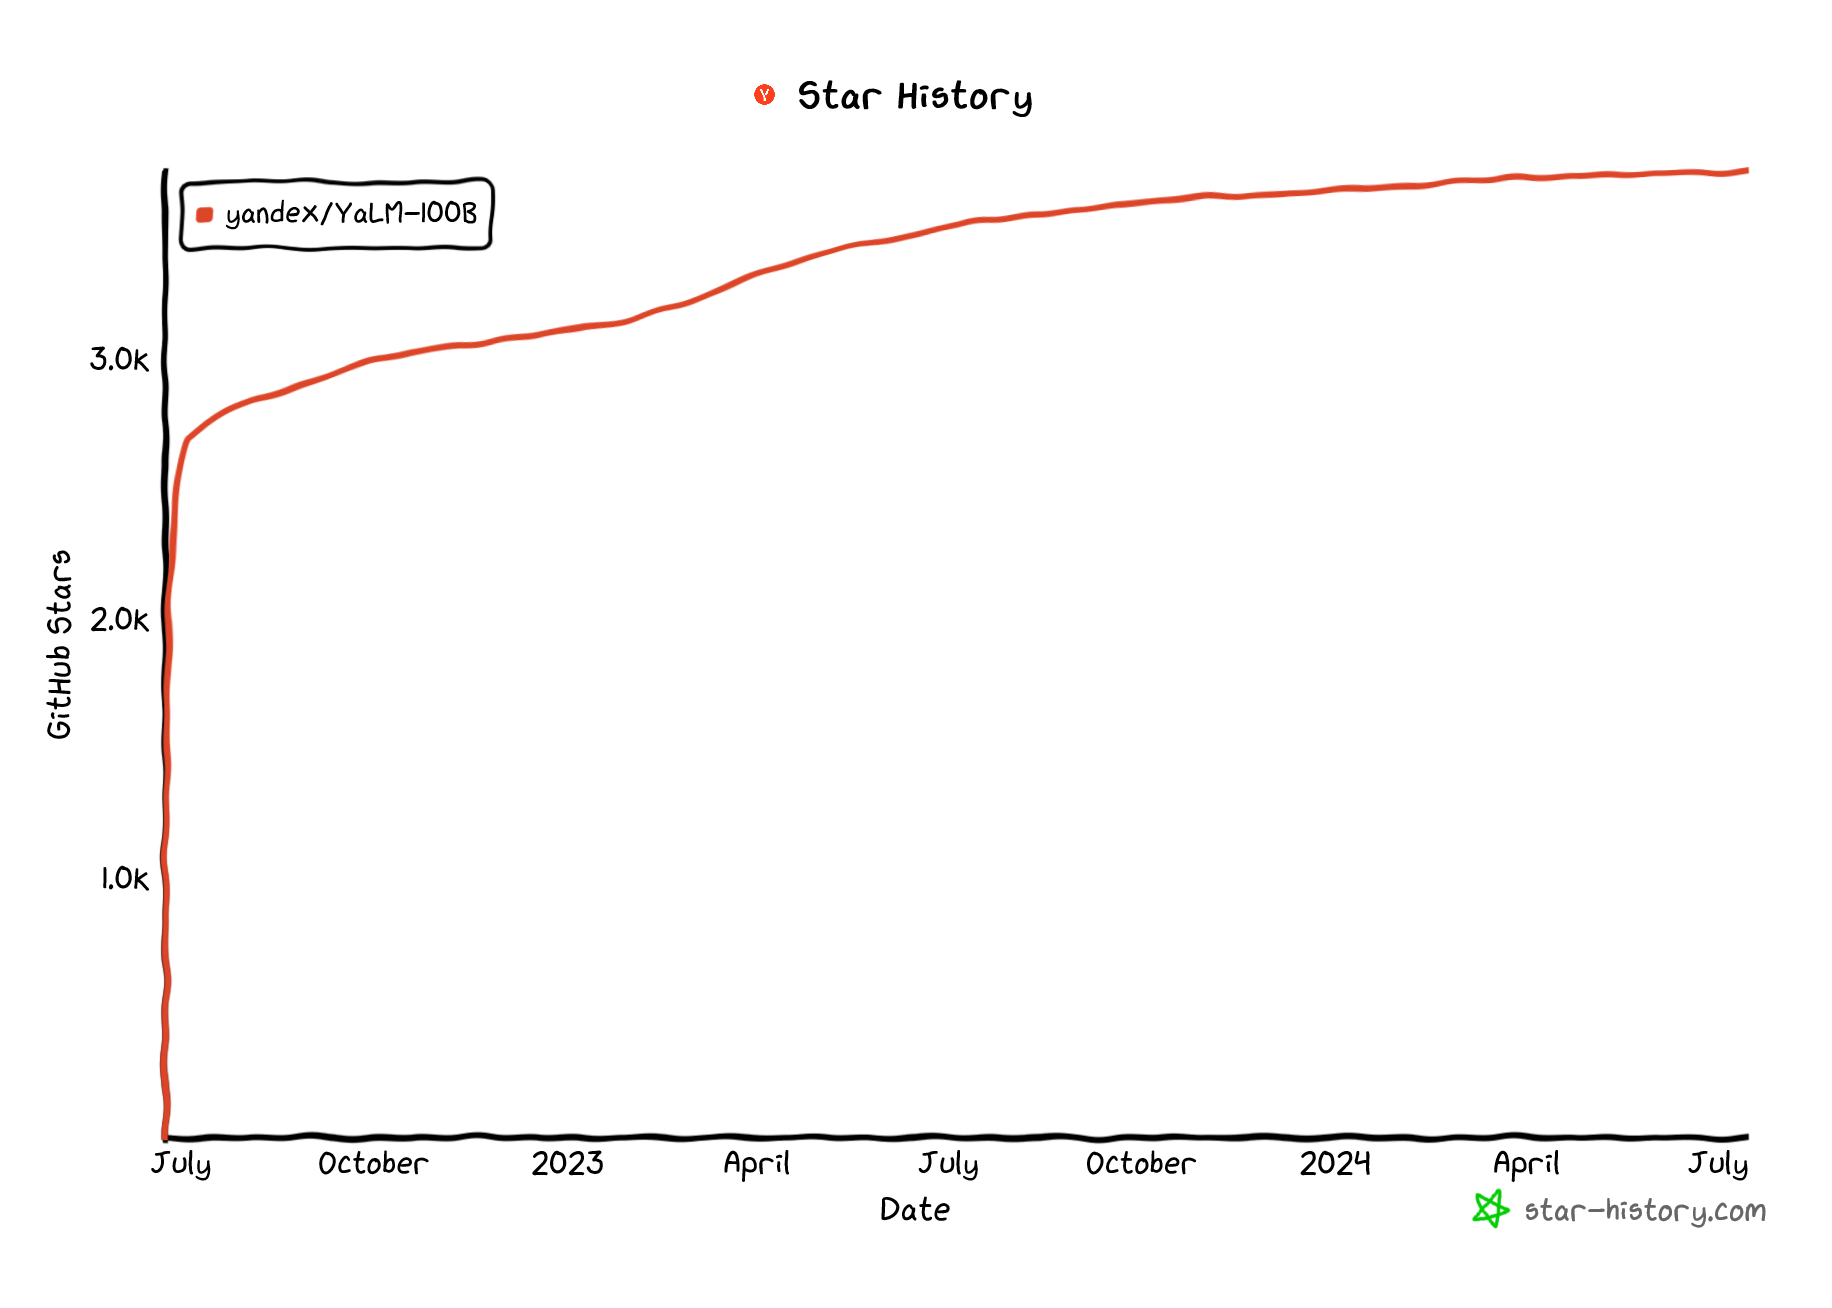 Y Star History
yandex/YaLM-100B
3.0K
2.0K
1.0K
GitHub Stars
July October 2023 April July October 2024 April July
Date
star-history.com